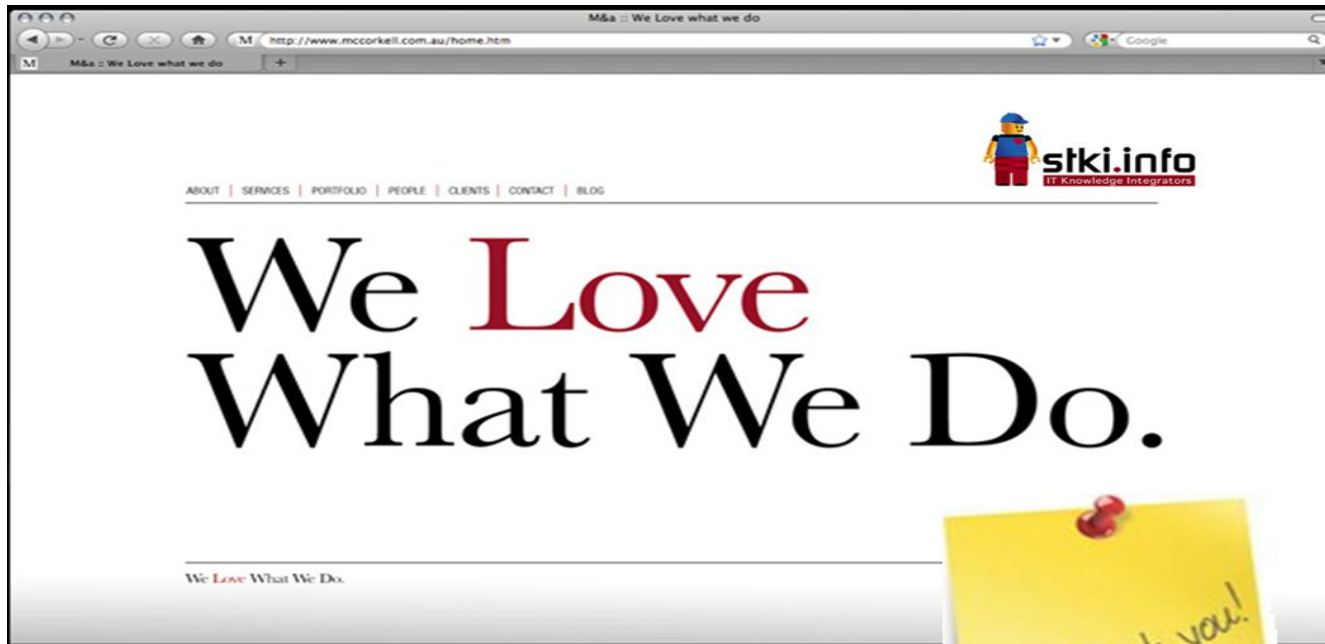 M&a :: We Love what we do
M http://www.mccorkell.com.au/home.htm
Google
M M&a :: We Love what we do +
stki.info
IT Knowledge Integrators
ABOUT | SERVICES | PORTFOLIO | PEOPLE | CLIENTS | CONTACT | BLOG
We Love
What We Do.
We Love What We Do.
you!